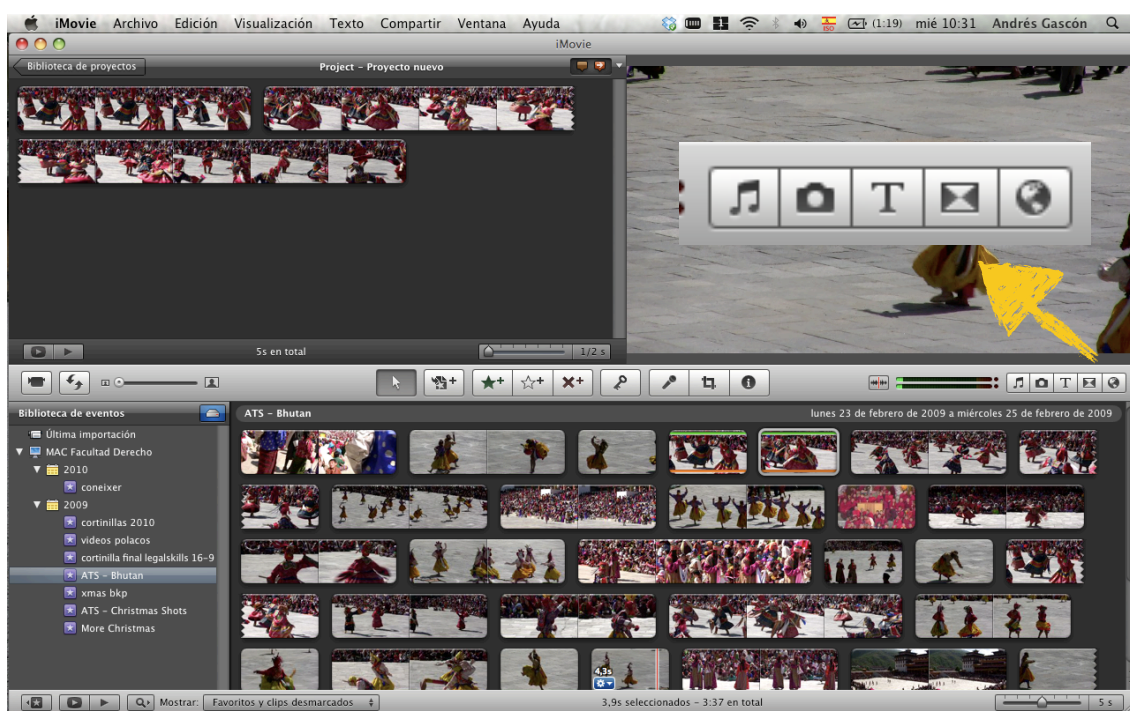 iMovie Archivo Edición Visualización Texto Compartir Ventana Ayuda (1:19) mié 10:31 Andrés Gascón
iMovie
Biblioteca de proyectos Project – Proyecto nuevo
T
5s en total 1/2 s
T
Biblioteca de eventos
Última importación
MAC Facultad Derecho
2010
coneixer
2009
cortinillas 2010
videos polacos
cortinilla final legalskills 16–9
ATS – Bhutan
xmas bkp
ATS – Christmas Shots
More Christmas
ATS – Bhutan lunes 23 de febrero de 2009 a miércoles 25 de febrero de 2009
4,3s
Mostrar: Favoritos y clips desmarcados 3,9s seleccionados – 3:37 en total 5 s